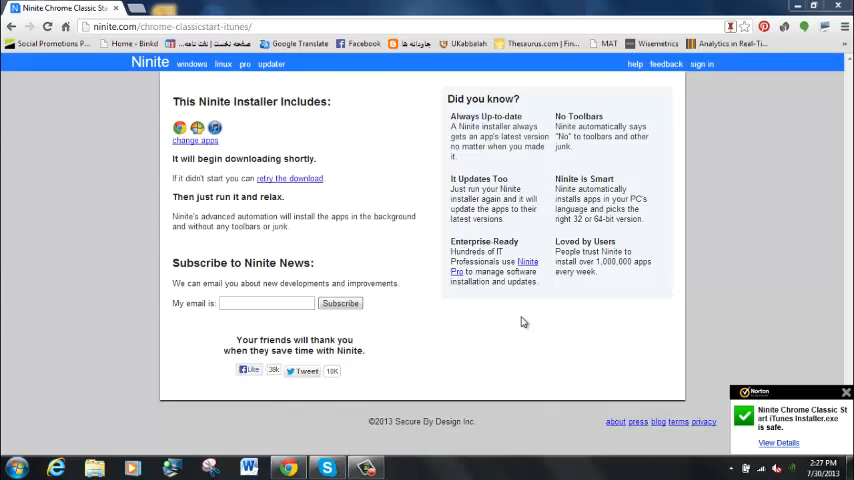 Ninite Chrome Classic Sta
ninite.com/chrome-classicstart-itunes/
Social Promotions P... Home - Binkd صفحه نخست | نفت نامه... Google Translate Facebook جاودانه ها UKabbalah Thesaurus.com | Fin... MAT Wisemetrics Analytics in Real-Ti...
Ninite windows linux pro updater help feedback sign in
This Ninite Installer Includes:
change apps
It will begin downloading shortly.
If it didn't start you can retry the download.
Then just run it and relax.
Ninite's advanced automation will install the apps in the background
and without any toolbars or junk.
Subscribe to Ninite News:
We can email you about new developments and improvements.
My email is: Subscribe
Your friends will thank you
when they save time with Ninite.
Like 38k Tweet 10K
Did you know?
Always Up-to-date
A Ninite installer always
gets an app's latest version
no matter when you made
it.
No Toolbars
Ninite automatically says
"No" to toolbars and other
junk.
It Updates Too
Just run your Ninite
installer again and it will
update the apps to their
latest versions.
Ninite is Smart
Ninite automatically
installs apps in your PC's
language and picks the
right 32 or 64-bit version.
Enterprise-Ready
Hundreds of IT
Professionals use Ninite
Pro to manage software
installation and updates.
Loved by Users
People trust Ninite to
install over 1,000,000 apps
every week.
©2013 Secure By Design Inc.
about press blog terms privacy
Norton
Ninite Chrome Classic St
art iTunes Installer.exe
is safe.
View Details
2:27 PM
7/30/2013